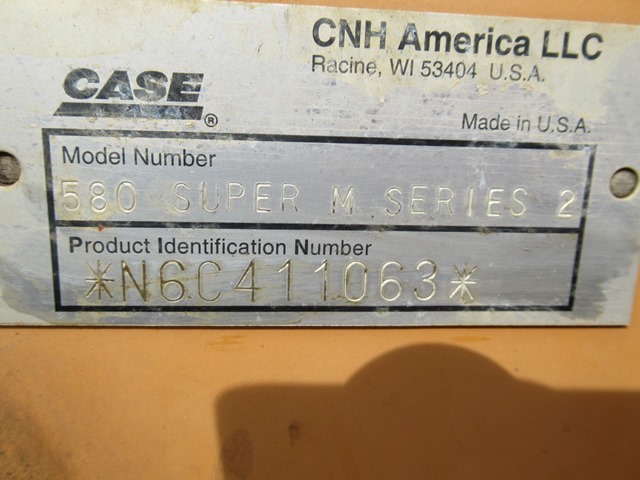 CNH America LLC
Racine, WI 53404 U.S.A.
CASE ®
Made in U.S.A.
Model Number
580 SUPER M SERIES 2
Product Identification Number
*N6C411063*